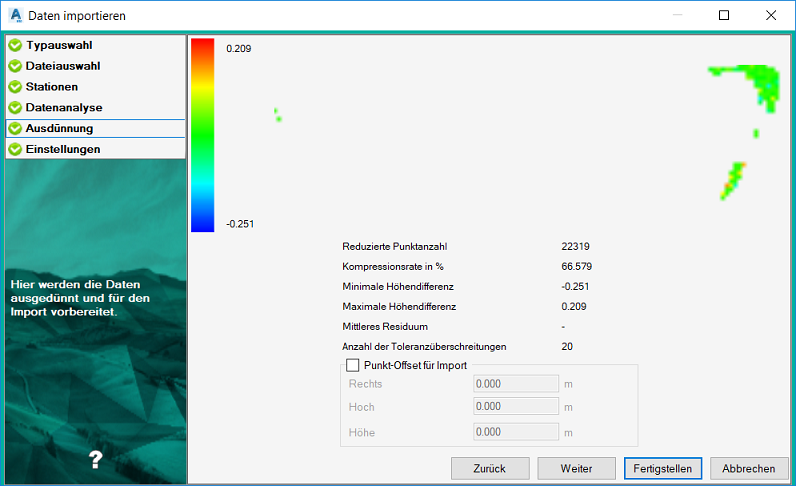 Daten importieren
Typauswahl
Dateiauswahl
Stationen
Datenanalyse
Ausdünnung
Einstellungen
Hier werden die Daten
ausgedünnt und für den
Import vorbereitet.
?
0.209
-0.251
Reduzierte Punktanzahl 22319
Kompressionsrate in % 66.579
Minimale Höhendifferenz -0.251
Maximale Höhendifferenz 0.209
Mittleres Residuum -
Anzahl der Toleranzüberschreitungen 20
Punkt-Offset für Import
Rechts 0.000 m
Hoch 0.000 m
Höhe 0.000 m
Zurück Weiter Fertigstellen Abbrechen